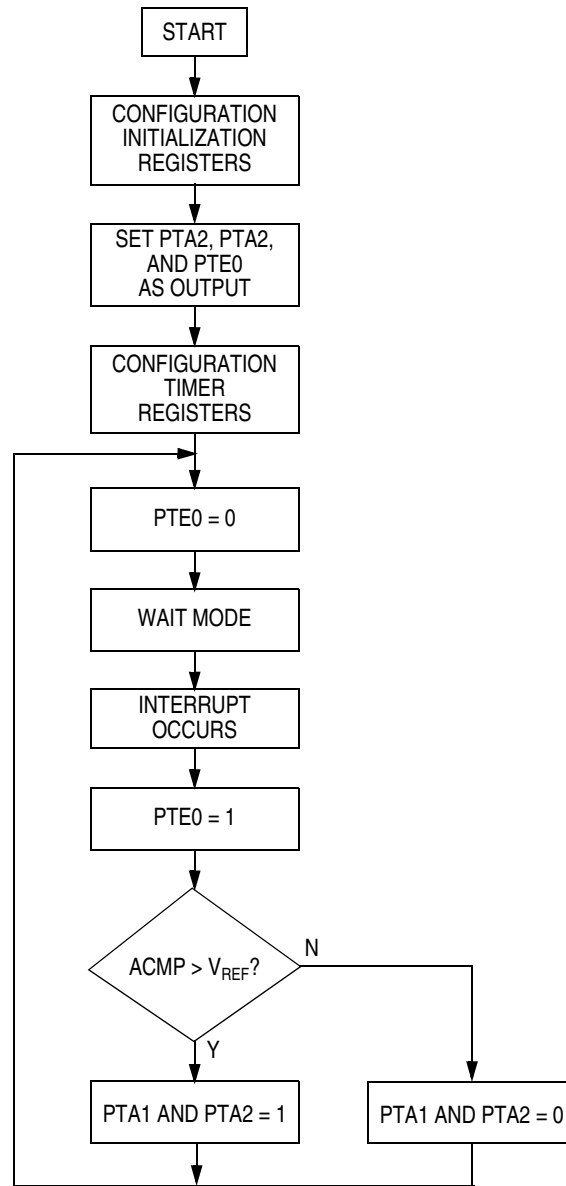 START
CONFIGURATION
INITIALIZATION
REGISTERS
SET PTA2, PTA2,
AND PTE0
AS OUTPUT
CONFIGURATION
TIMER
REGISTERS
PTE0 = 0
WAIT MODE
INTERRUPT
OCCURS
PTE0 = 1
ACMP > VREF?
N
Y
PTA1 AND PTA2 = 1
PTA1 AND PTA2 = 0